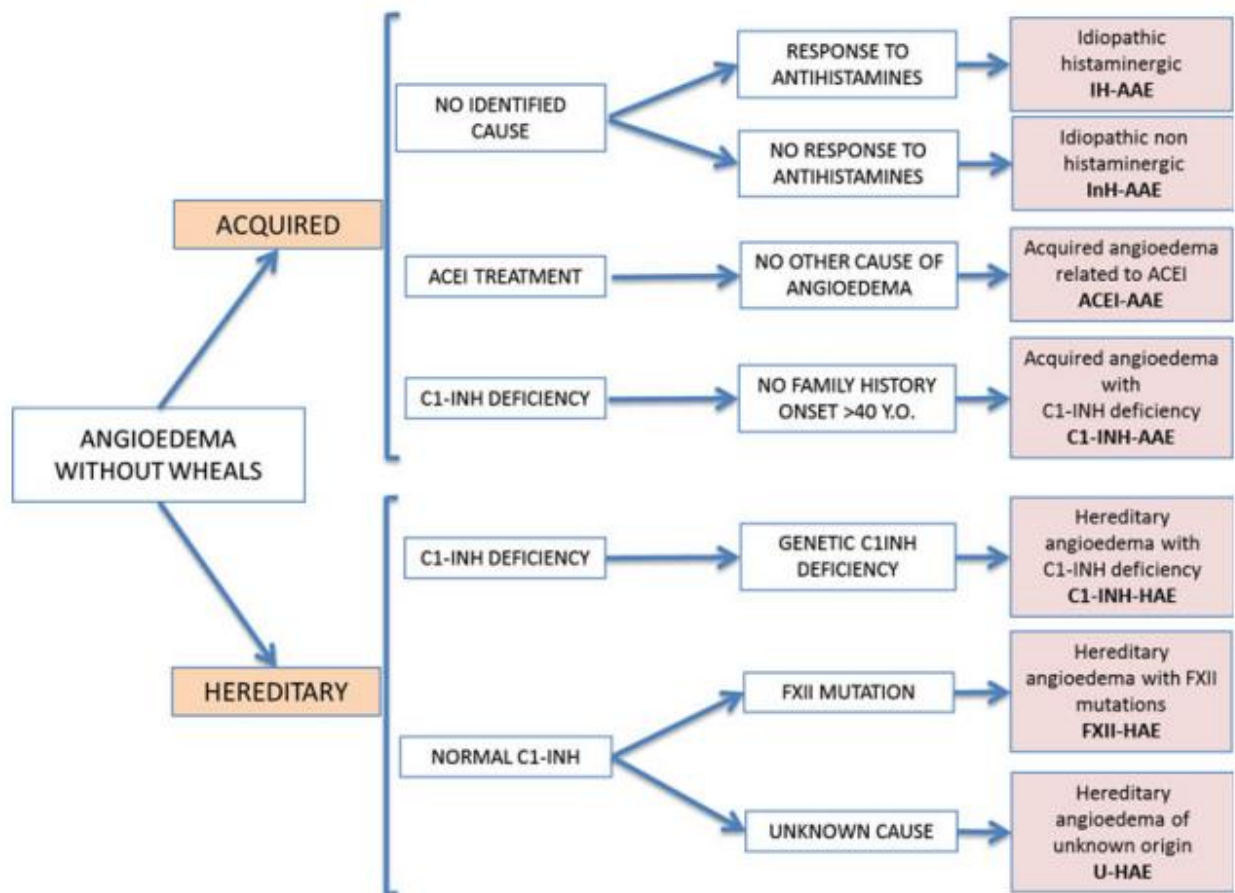 ANGIOEDEMA
WITHOUT WHEALS
ACQUIRED
NO IDENTIFIED
CAUSE
RESPONSE TO
ANTIHISTAMINES
Idiopathic
histaminergic
IH-AAE
NO RESPONSE TO
ANTIHISTAMINES
Idiopathic non
histaminergic
InH-AAE
ACEI TREATMENT
NO OTHER CAUSE OF
ANGIOEDEMA
Acquired angioedema
related to ACEI
ACEI-AAE
C1-INH DEFICIENCY
NO FAMILY HISTORY
ONSET >40 Y.O.
Acquired angioedema
with
C1-INH deficiency
C1-INH-AAE
HEREDITARY
C1-INH DEFICIENCY
GENETIC C1INH
DEFICIENCY
Hereditary
angioedema with
C1-INH deficiency
C1-INH-HAE
NORMAL C1-INH
FXII MUTATION
Hereditary
angioedema with FXII
mutations
FXII-HAE
UNKNOWN CAUSE
Hereditary
angioedema of
unknown origin
U-HAE